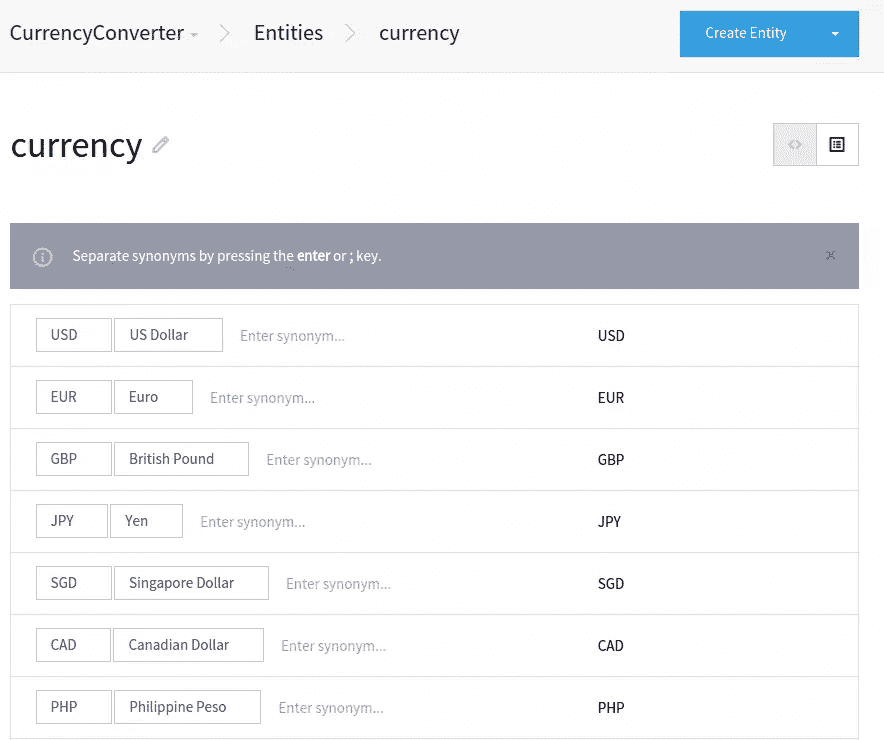 CurrencyConverter Entities currency Create Entity
currency
Separate synonyms by pressing the enter or ; key.
USD US Dollar Enter synonym... USD
EUR Euro Enter synonym... EUR
GBP British Pound Enter synonym... GBP
JPY Yen Enter synonym... JPY
SGD Singapore Dollar Enter synonym... SGD
CAD Canadian Dollar Enter synonym... CAD
PHP Philippine Peso Enter synonym... PHP